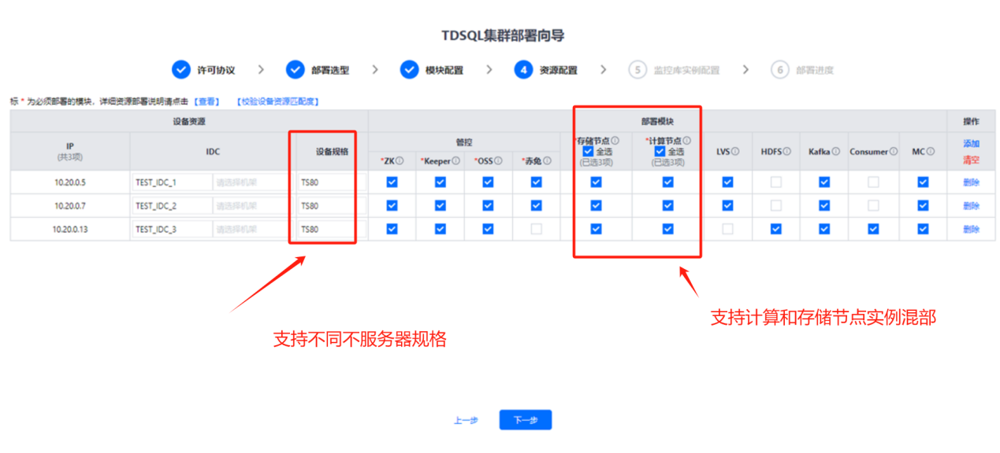 TDSQL集群部署向导
许可协议 部署选型 模块配置 4 资源配置 5 监控库实例配置 6 部署进度
标 * 为必须部署的模块，详细资源部署说明请点击 【查看】 【校验设备资源匹配度】
设备资源 部署模块 操作
IP (共3项) IDC 设备规格 管控 *存储节点 全选 (已选3项) *计算节点 全选 (已选3项) LVS HDFS Kafka Consumer MC 添加 清空
*ZK *Keeper *OSS *赤兔
10.20.0.5 TEST_IDC_1 请选择机架 TS80 删除
10.20.0.7 TEST_IDC_2 请选择机架 TS80 删除
10.20.0.13 TEST_IDC_3 请选择机架 TS80 删除
支持计算和存储节点实例混部
支持不同不服务器规格
上一步 下一步